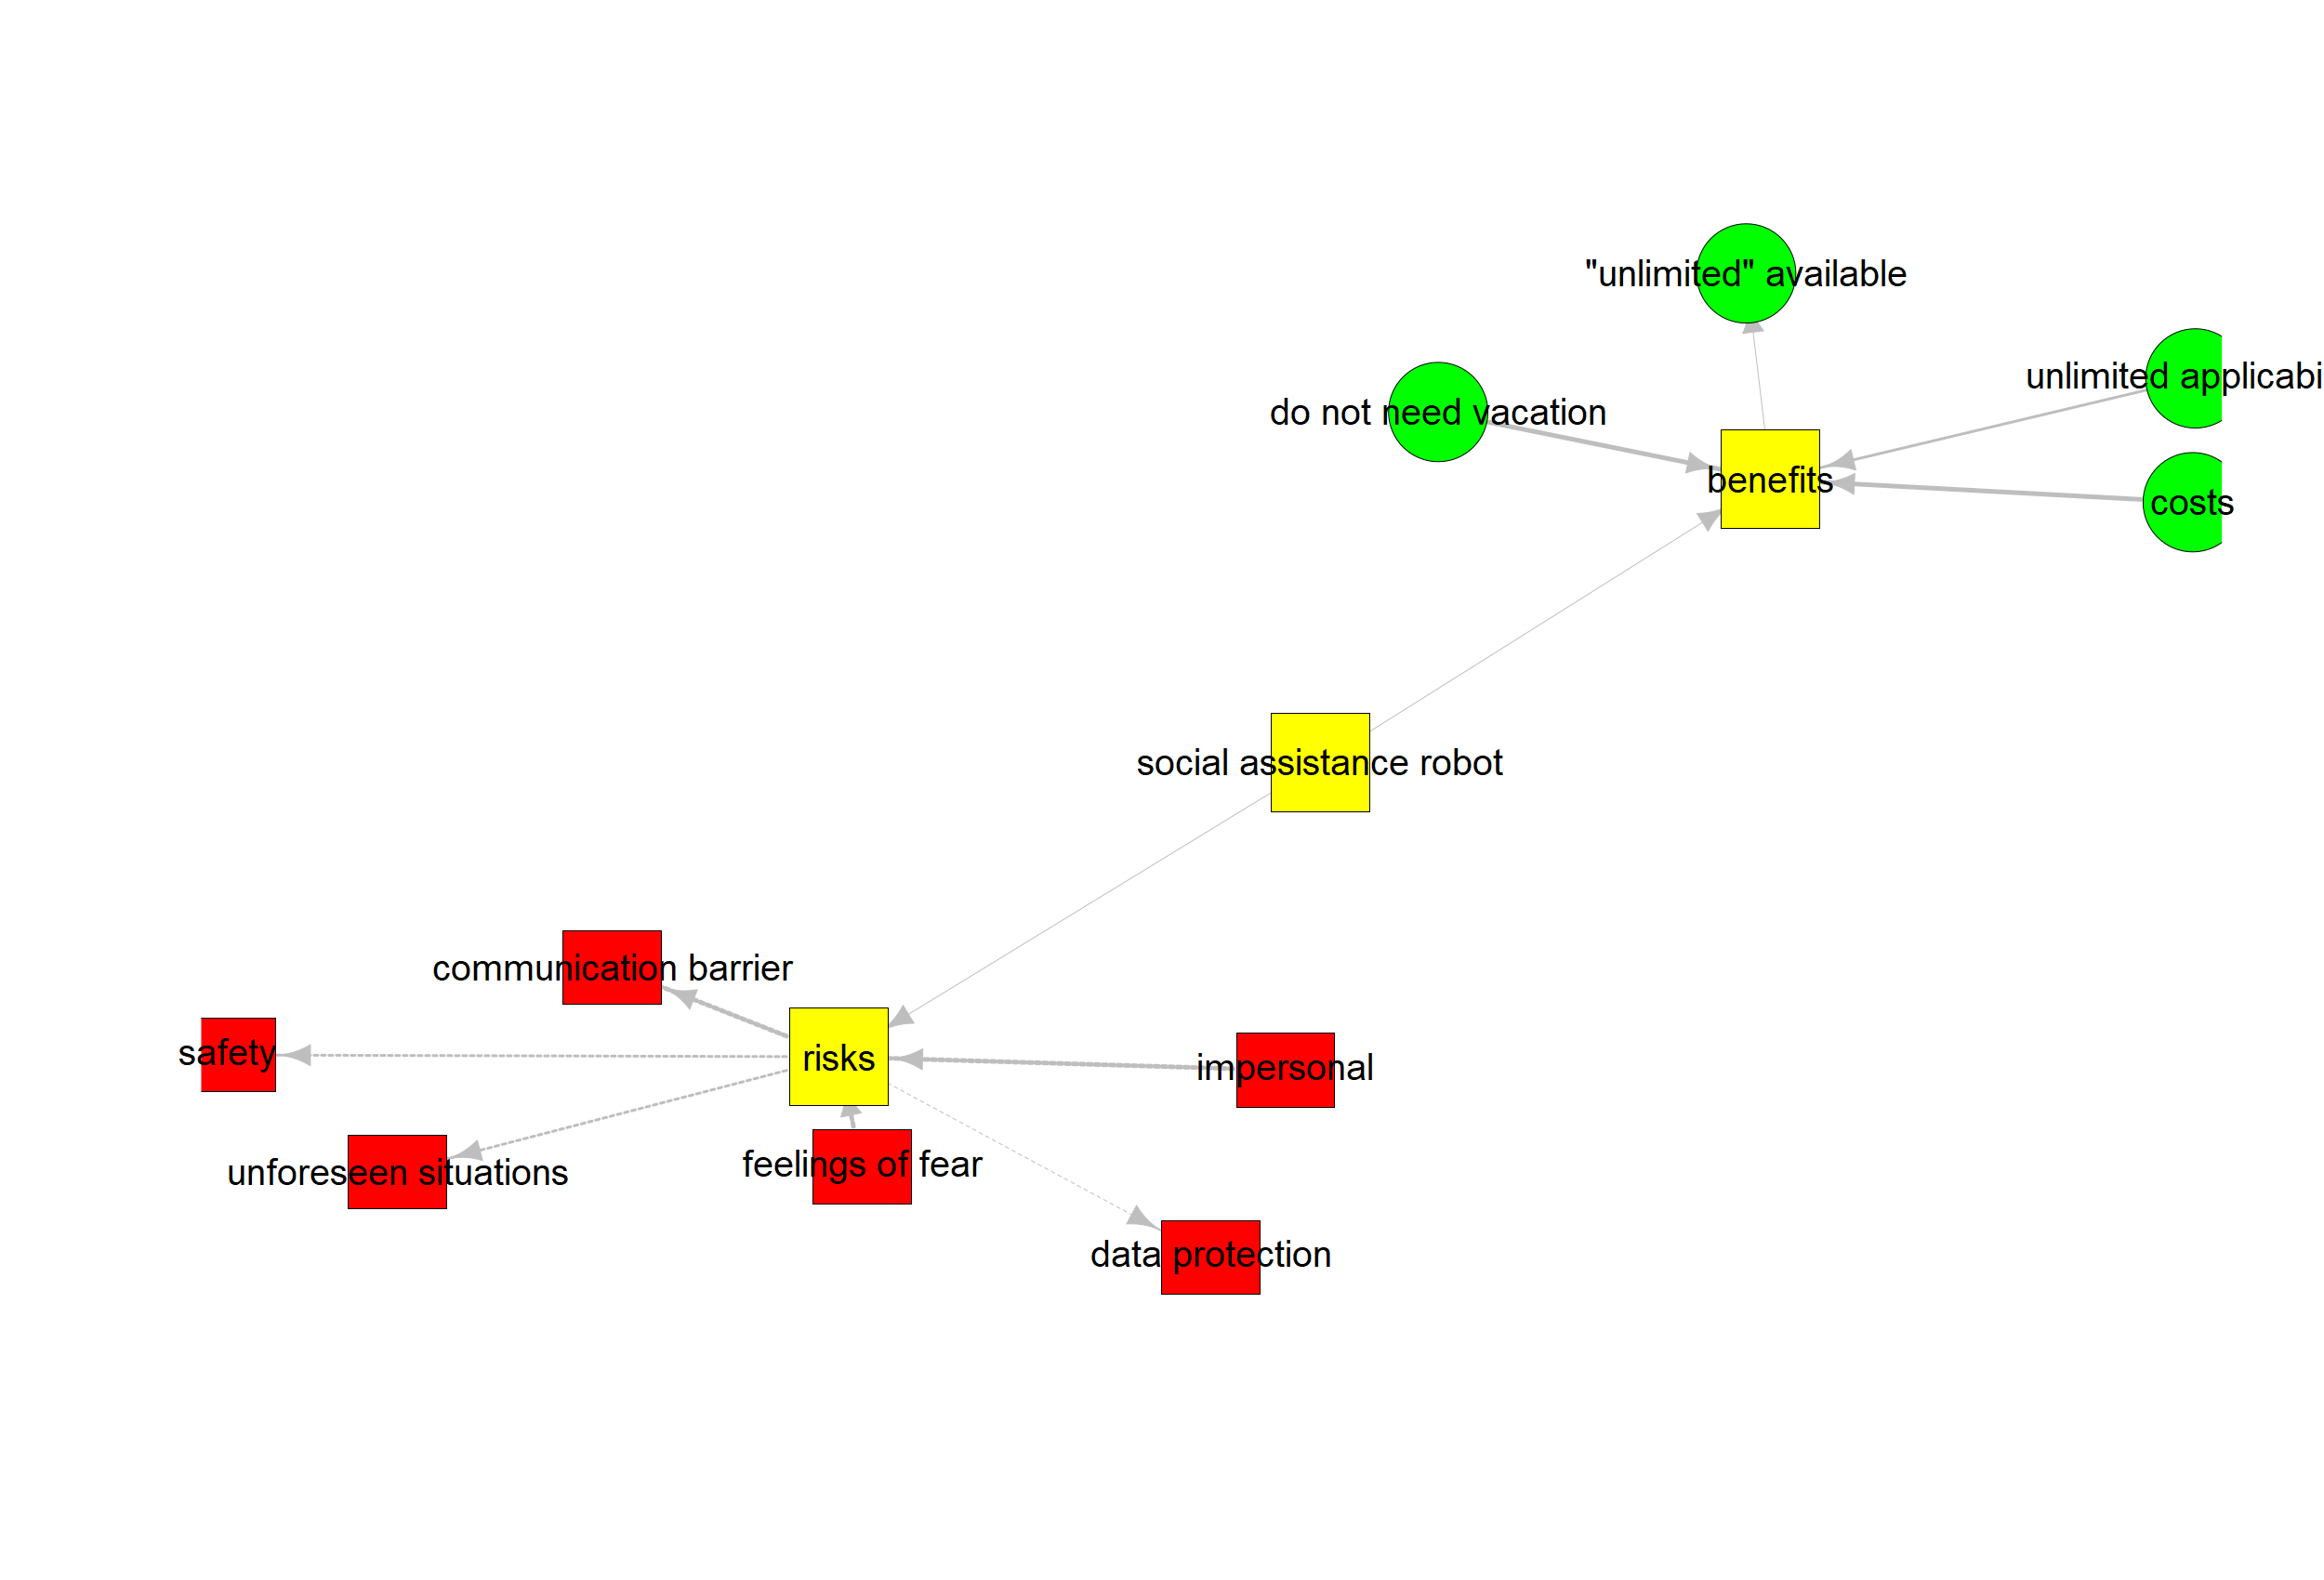 "unlimited" available
unlimited applicabi
do not need vacation
benefits
costs
social assistance robot
communication barrier
safety
risks
impersonal
unforeseen situations
feelings of fear
data protection